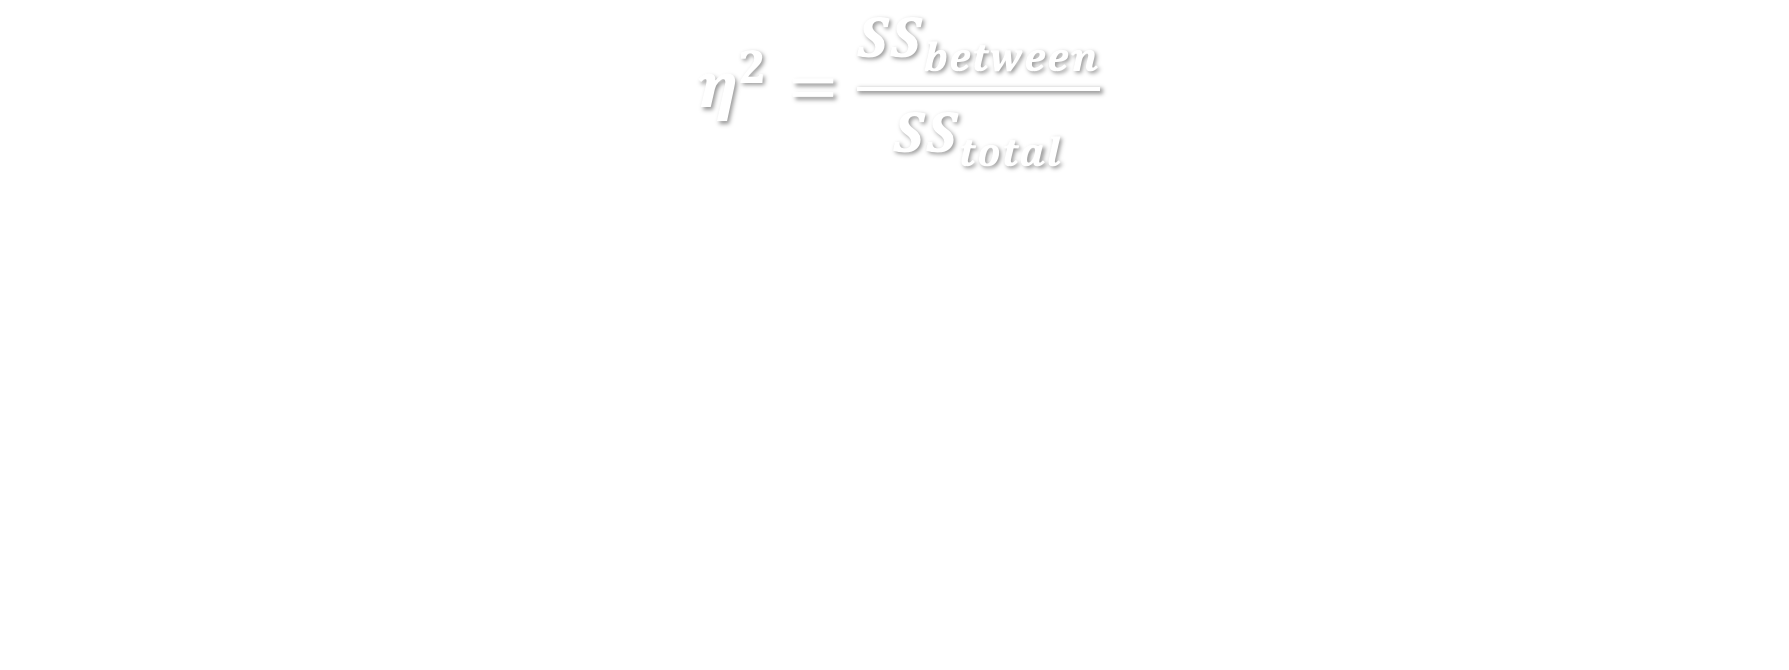 η² = SS_between / SS_total